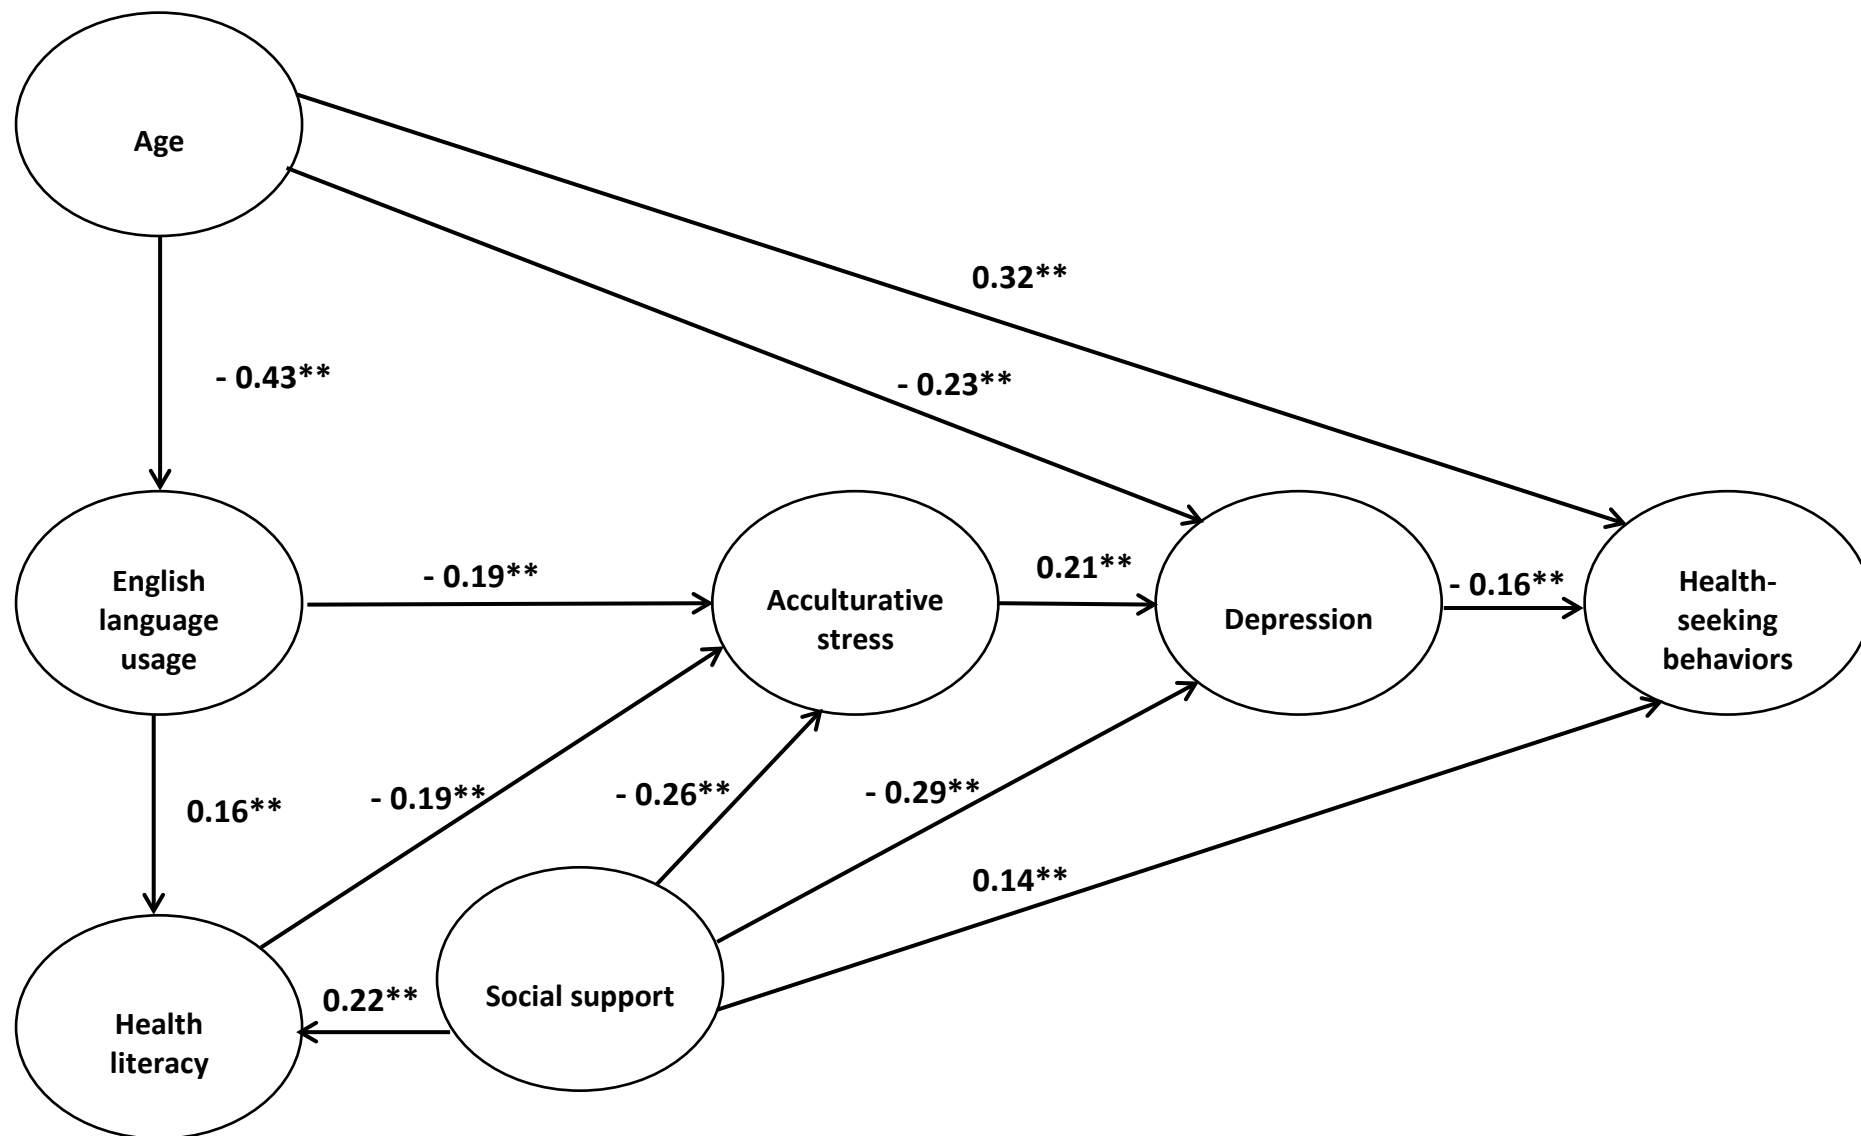 Age
0.32**
- 0.43**
- 0.23**
English
language
usage
- 0.19**
Acculturative
stress
0.21**
Depression
- 0.16**
Health-
seeking
behaviors
0.16**
- 0.19**
- 0.26**
- 0.29**
0.14**
Health
literacy
0.22**
Social support